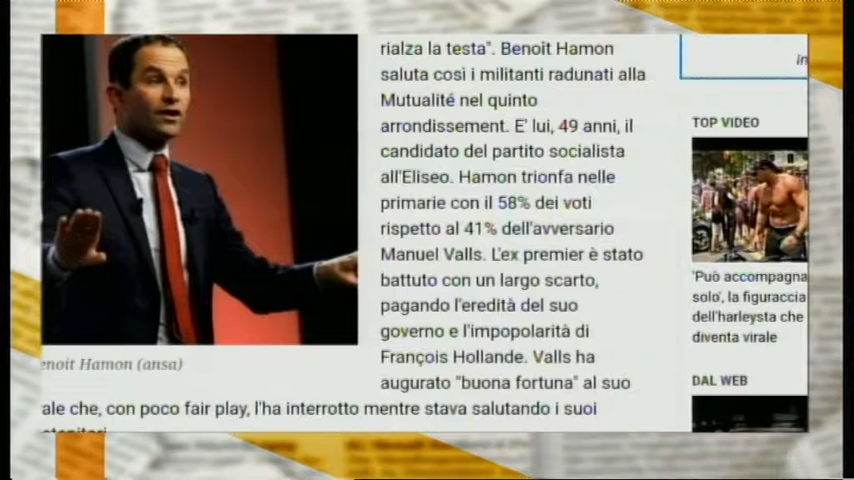 rialza la testa". Benoît Hamon
saluta così i militanti radunati alla
Mutualité nel quinto
arrondissement. E' lui, 49 anni, il
candidato del partito socialista
all'Eliseo. Hamon trionfa nelle
primarie con il 58% dei voti
rispetto al 41% dell'avversario
Manuel Valls. L'ex premier è stato
battuto con un largo scarto,
pagando l'eredità del suo
governo e l'impopolarità di
François Hollande. Valls ha
augurato "buona fortuna" al suo
ale che, con poco fair play, l'ha interrotto mentre stava salutando i suoi
enoit Hamon (ansa)
in
TOP VIDEO
'Può accompagna
solo', la figuraccia
dell'harleysta che
diventa virale
DAL WEB